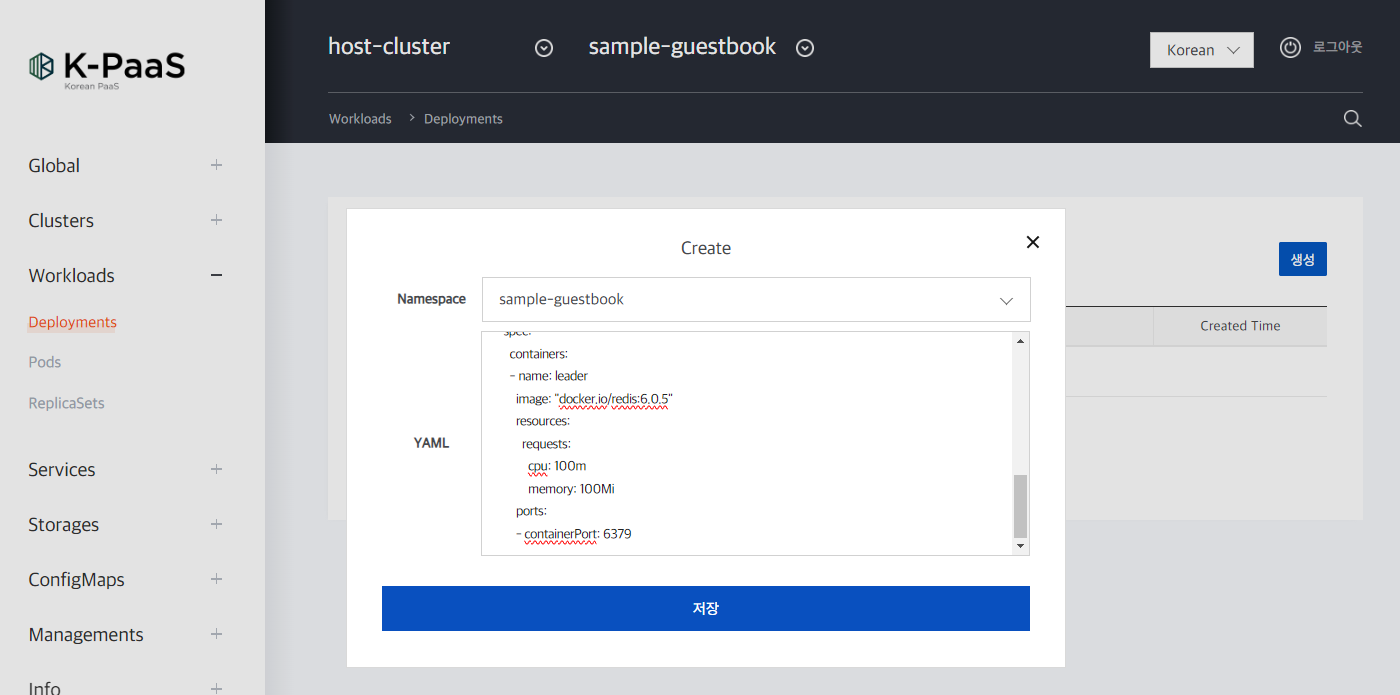 K-PaaS
Korean PaaS
host-cluster
sample-guestbook
Korean
로그아웃
Workloads > Deployments
Global
Clusters
Workloads
Deployments
Pods
ReplicaSets
Services
Storages
ConfigMaps
Managements
Info
생성
Created Time
Create
Namespace
sample-guestbook
YAML
spec:
containers:
- name: leader
image: "docker.io/redis:6.0.5"
resources:
requests:
cpu: 100m
memory: 100Mi
ports:
- containerPort: 6379
저장